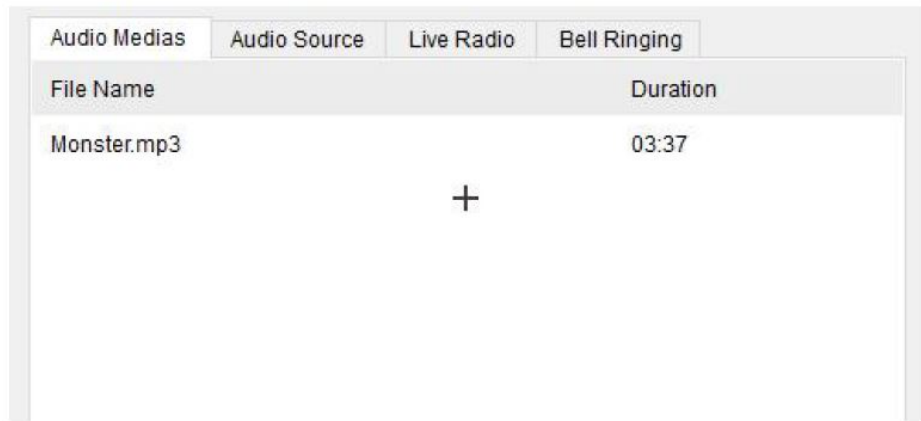 Audio Medias Audio Source Live Radio Bell Ringing
File Name Duration
Monster.mp3 03:37
+